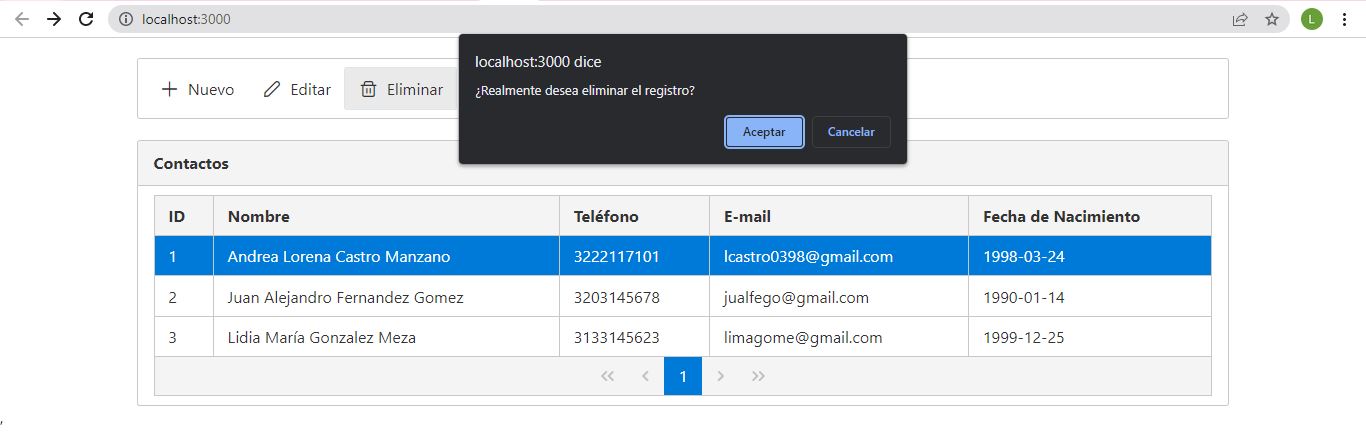 localhost:3000
L
localhost:3000 dice
¿Realmente desea eliminar el registro?
Aceptar Cancelar
Nuevo Editar Eliminar
Contactos
ID Nombre Teléfono E-mail Fecha de Nacimiento
1 Andrea Lorena Castro Manzano 3222117101 lcastro0398@gmail.com 1998-03-24
2 Juan Alejandro Fernandez Gomez 3203145678 jualfego@gmail.com 1990-01-14
3 Lidia María Gonzalez Meza 3133145623 limagome@gmail.com 1999-12-25
1
,